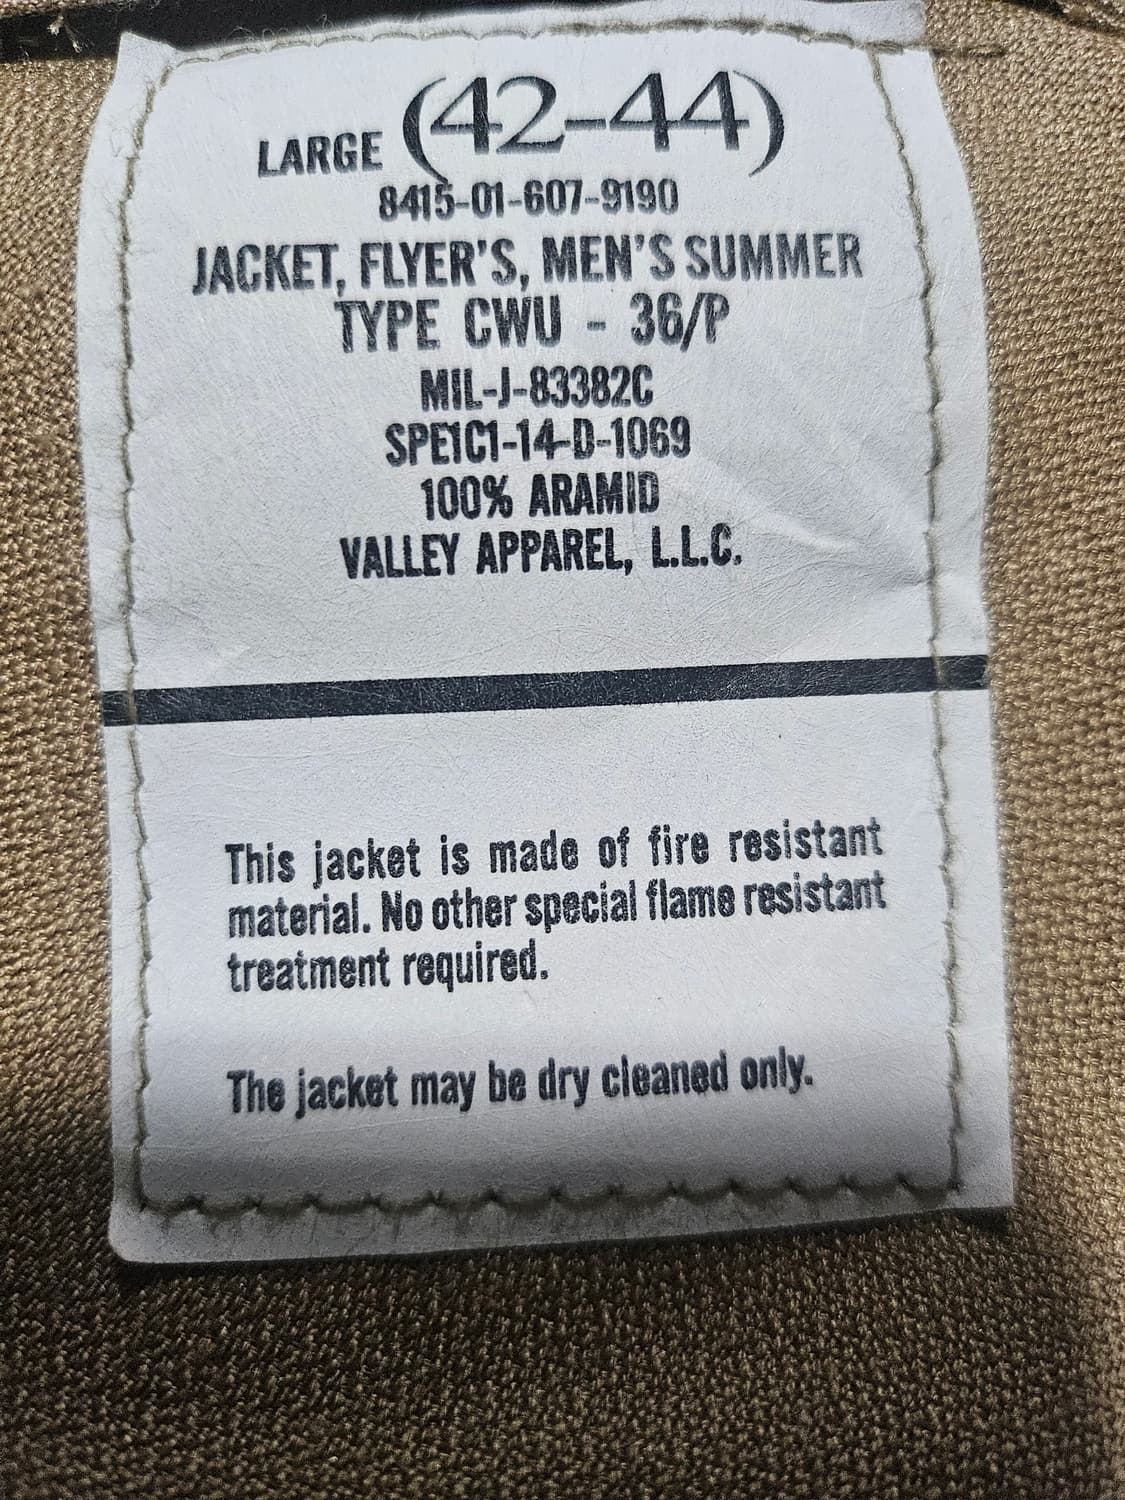 LARGE (42-44)
8415-01-607-9190
JACKET, FLYER'S, MEN'S SUMMER
TYPE CWU - 36/P
MIL-J-83382C
SPE1C1-14-D-1069
100% ARAMID
VALLEY APPAREL, L.L.C.
This jacket is made of fire resistant
material. No other special flame resistant
treatment required.
The jacket may be dry cleaned only.